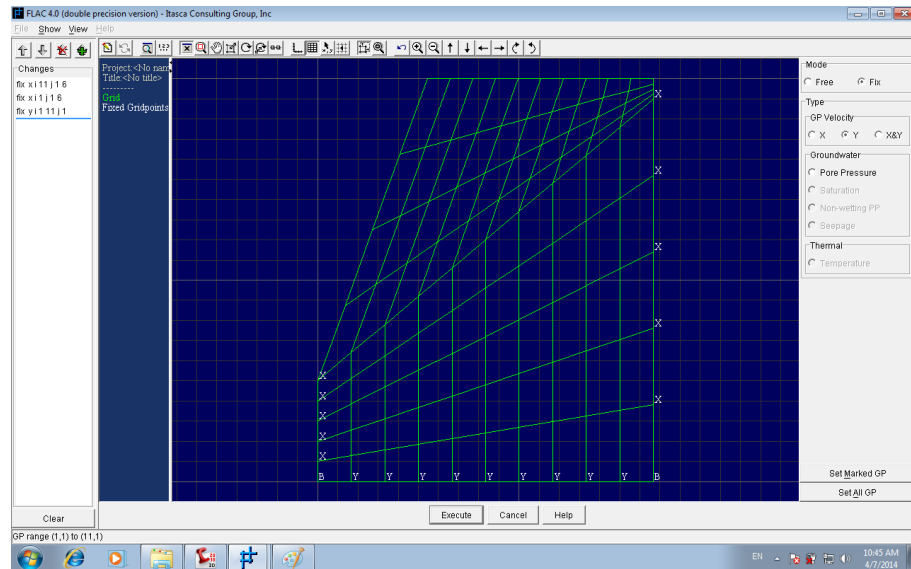 FLAC 4.0 (double precision version) - Itasca Consulting Group, Inc
File Show View Help
Changes
fix x i 11 j 1 6
fix x i 1 j 1 6
fix y i 1 11 j 1
Clear
Project:<No nam
Title:<No title>
---------
Grid
Fixed Gridpoints
X
X
X
X
X
X
X
X
X
B Y Y Y Y Y Y Y Y Y B
Mode
Free Fix
Type
GP Velocity
X Y X&Y
Groundwater
Pore Pressure
Saturation
Non-wetting PP
Seepage
Thermal
Temperature
Set Marked GP
Set All GP
Execute Cancel Help
GP range (1,1) to (11,1)
EN
10:45 AM
4/7/2014